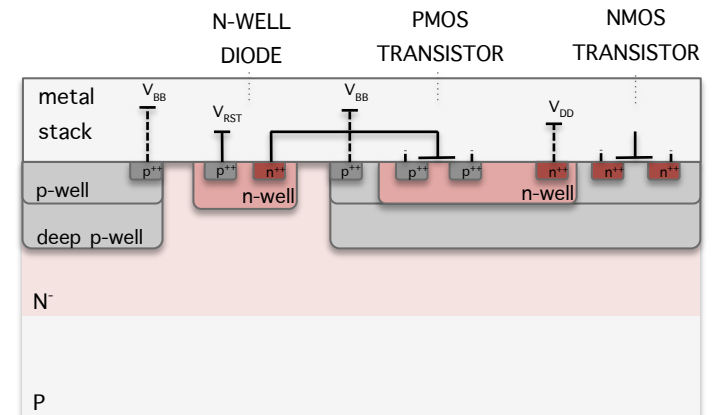 N-WELL
DIODE
PMOS
TRANSISTOR
NMOS
TRANSISTOR
metal
stack
V_BB
V_RST
V_BB
V_DD
p++
p++
n++
p++
p++
p++
n++
n++
n++
p-well
n-well
n-well
deep p-well
N-
P